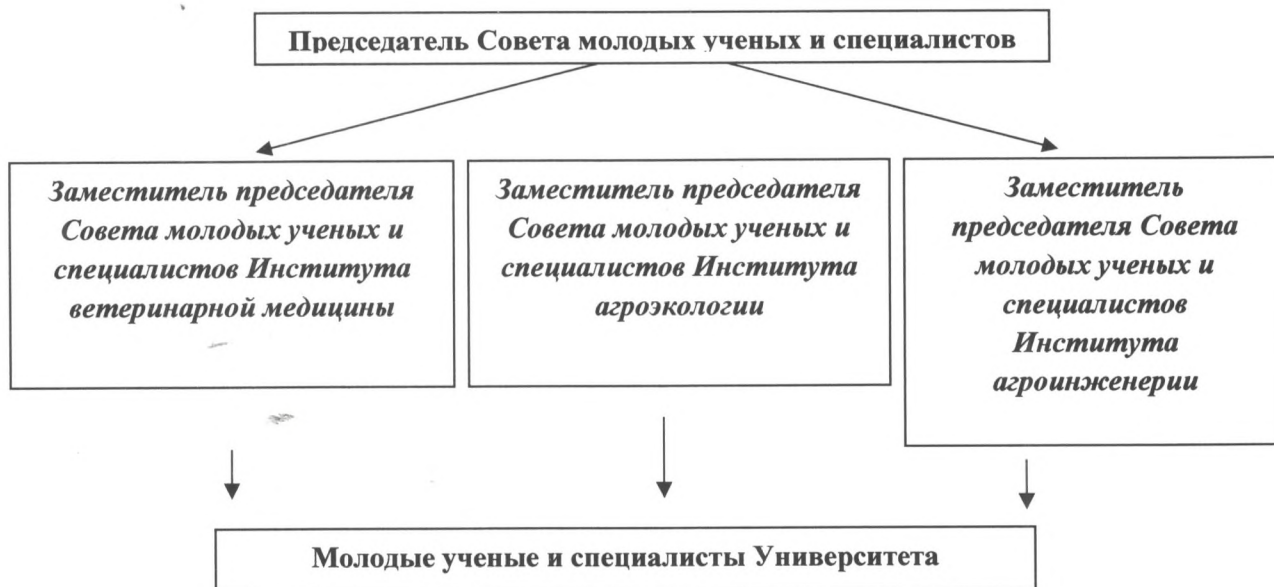 Председатель Совета молодых ученых и специалистов
Заместитель председателя
Совета молодых ученых и
специалистов Института
ветеринарной медицины
Заместитель председателя
Совета молодых ученых и
специалистов Института
агроэкологии
Заместитель
председателя Совета
молодых ученых и
специалистов
Института
агроинженерии
Молодые ученые и специалисты Университета